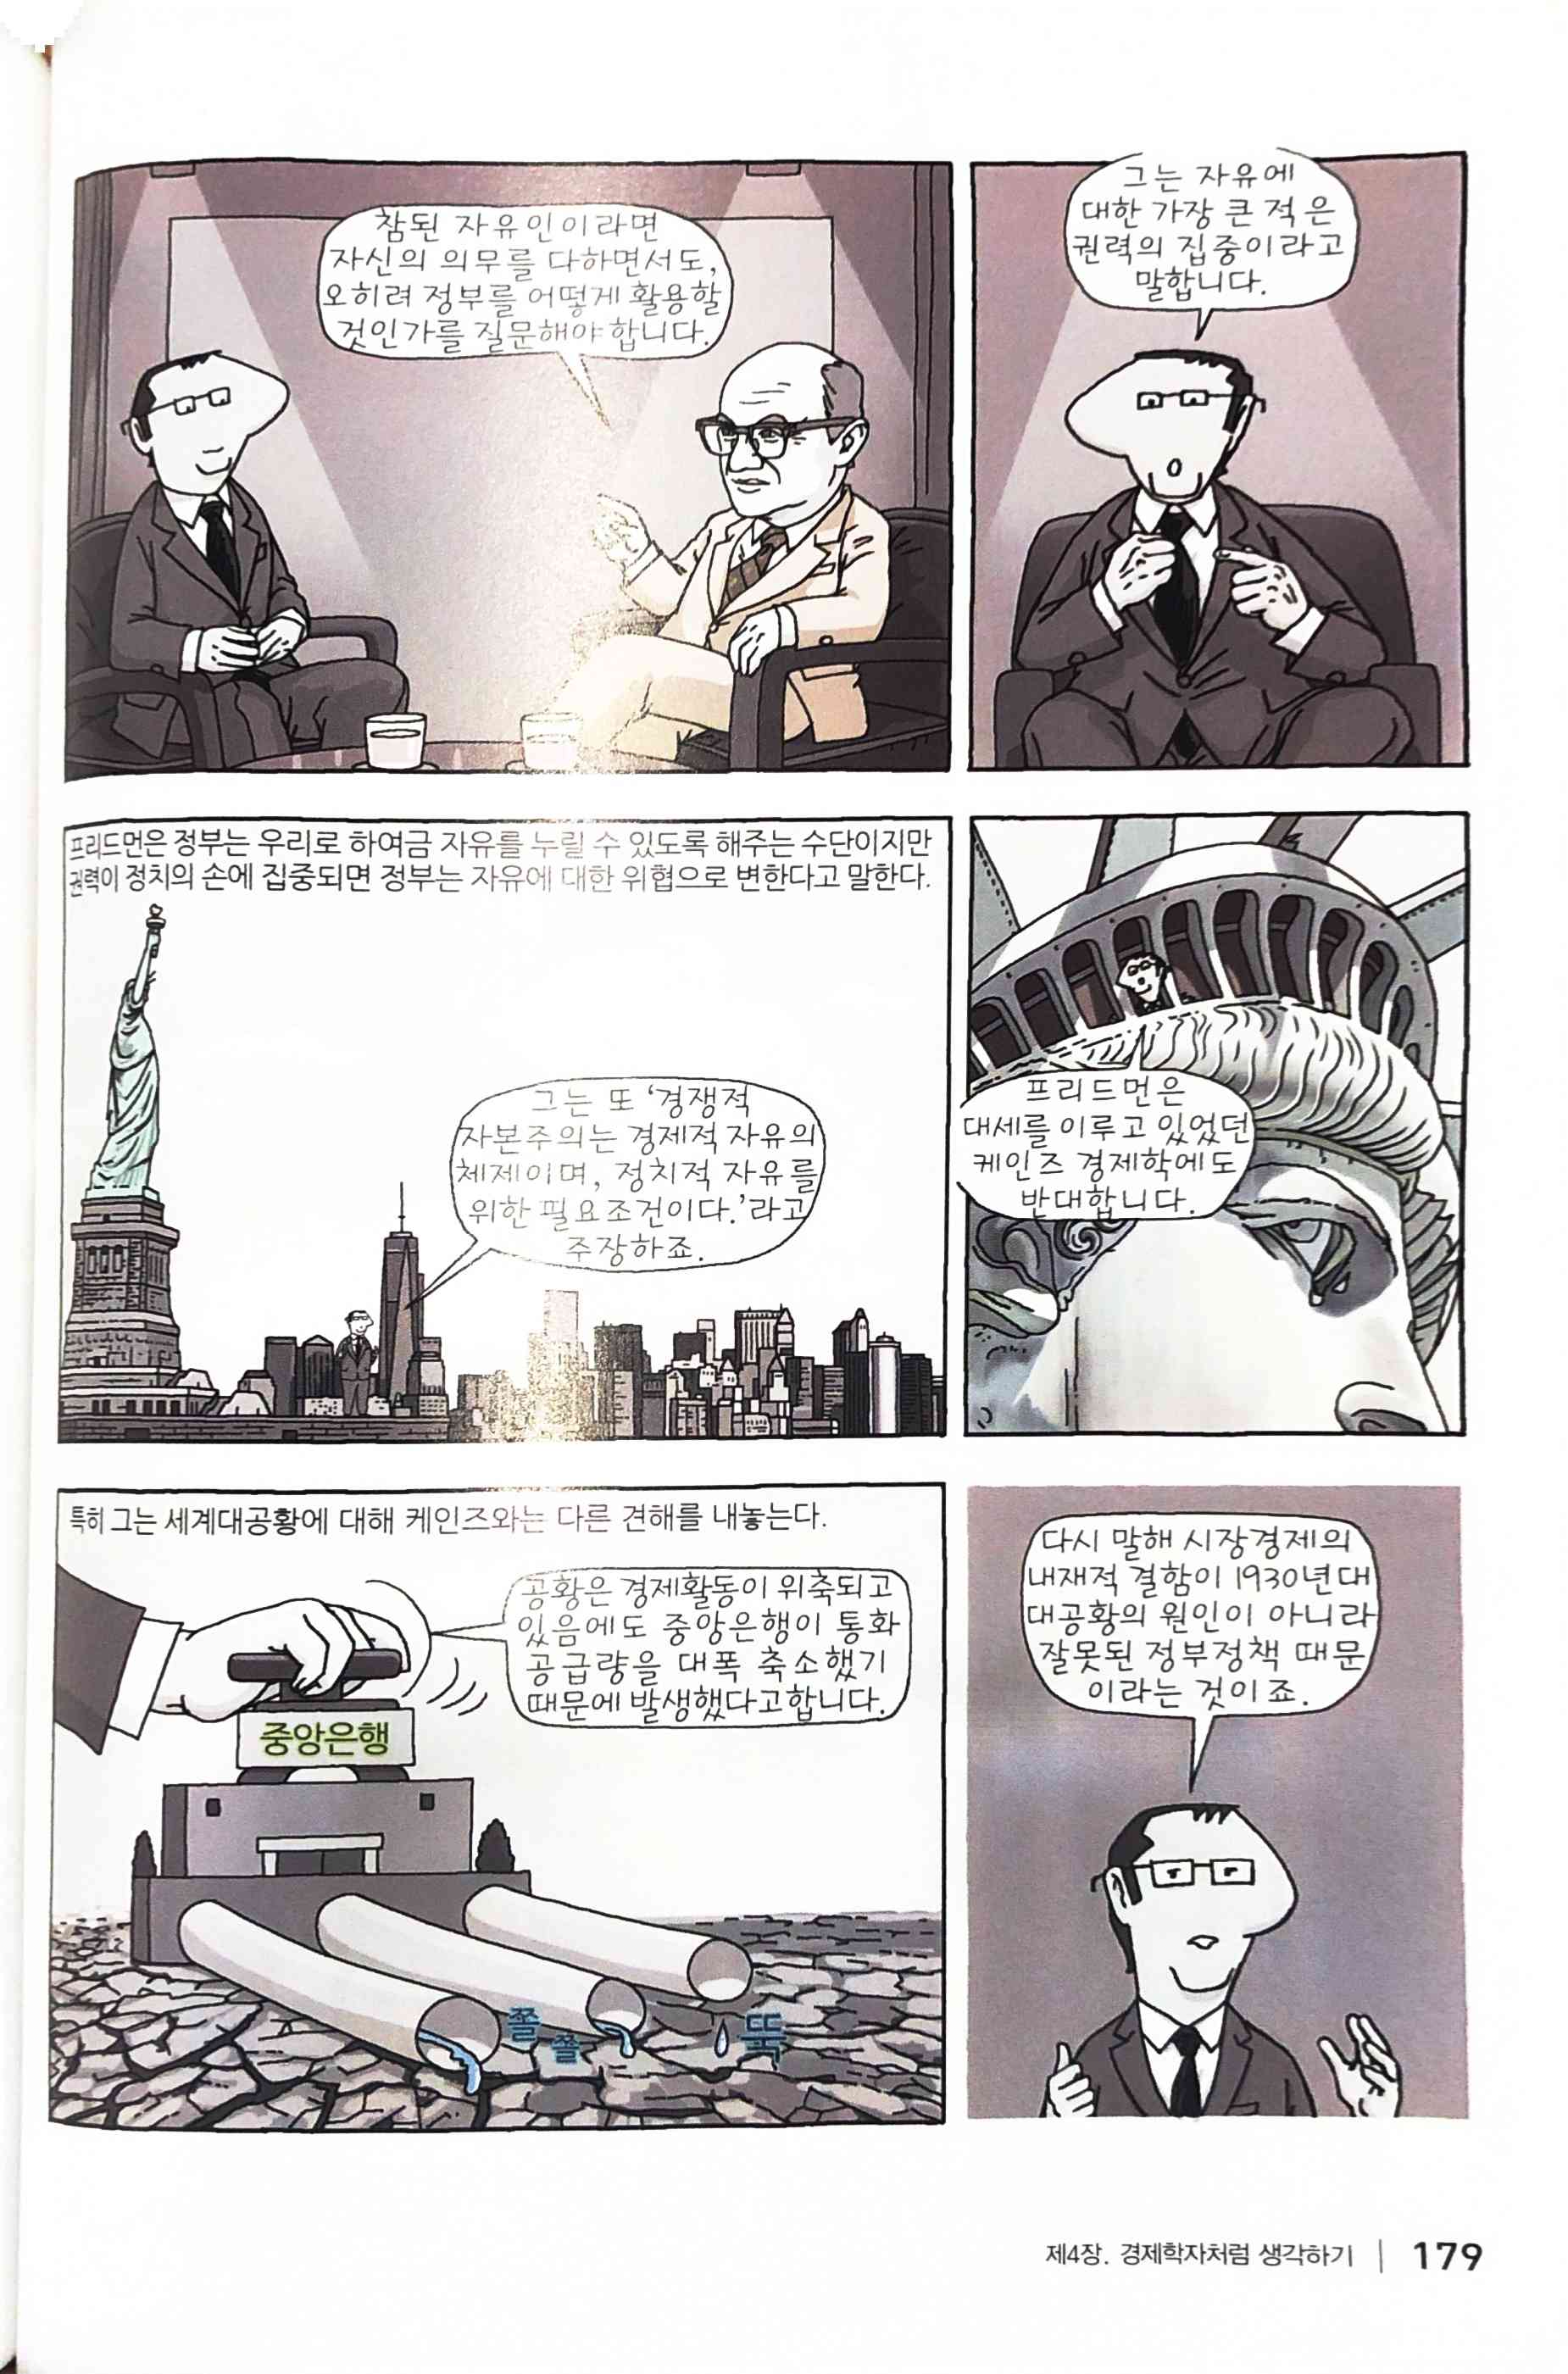 참된 자유인이라면
자신의 의무를 다하면서도,
오히려 정부를 어떻게 활용할
것인가를 질문해야 합니다.
그는 자유에
대한 가장 큰 적은
권력의 집중이라고
말합니다.
프리드먼은 정부는 우리로 하여금 자유를 누릴 수 있도록 해주는 수단이지만
권력이 정치의 손에 집중되면 정부는 자유에 대한 위협으로 변한다고 말한다.
그는 또 ‘경쟁적
자본주의는 경제적 자유의
체제이며, 정치적 자유를
위한 필요조건이다.’라고
주장하죠.
프리드먼은
대세를 이루고 있었던
케인즈 경제학에도
반대합니다.
특히 그는 세계대공황에 대해 케인즈와는 다른 견해를 내놓는다.
공황은 경제활동이 위축되고
있음에도 중앙은행이 통화
공급량을 대폭 축소했기
때문에 발생했다고합니다.
중앙은행
쫄
쫄
뚝
다시 말해 시장경제의
내재적 결함이 1930년대
대공황의 원인이 아니라
잘못된 정부정책 때문
이라는 것이죠.
제4장. 경제학자처럼 생각하기 | 179